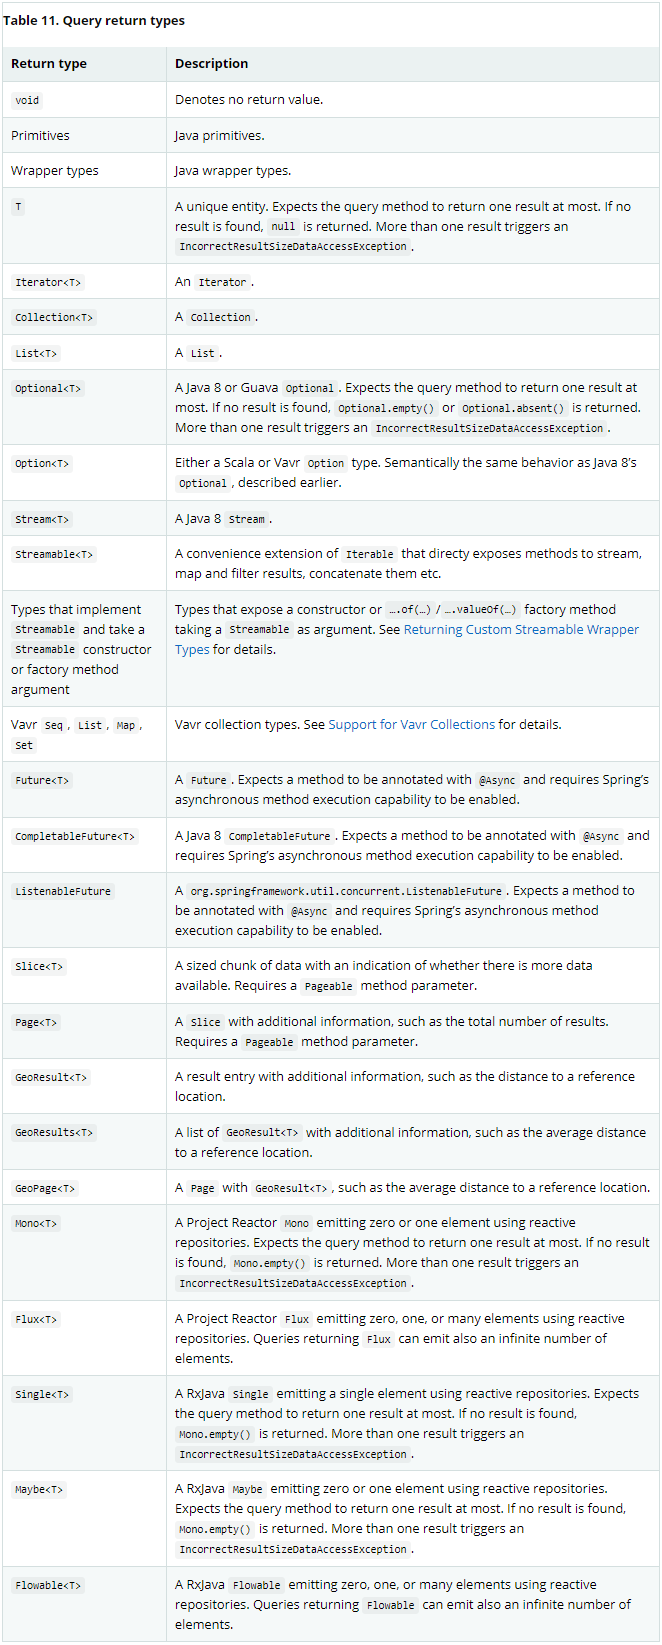 Table 11. Query return types
Return type Description
void Denotes no return value.
Primitives Java primitives.
Wrapper types Java wrapper types.
T A unique entity. Expects the query method to return one result at most. If no
result is found, null is returned. More than one result triggers an
IncorrectResultSizeDataAccessException .
Iterator<T> An Iterator .
Collection<T> A Collection .
List<T> A List .
Optional<T> A Java 8 or Guava Optional . Expects the query method to return one result at
most. If no result is found, Optional.empty() or Optional.absent() is returned.
More than one result triggers an IncorrectResultSizeDataAccessException .
Option<T> Either a Scala or Vavr Option type. Semantically the same behavior as Java 8's
Optional , described earlier.
Stream<T> A Java 8 Stream .
Streamable<T> A convenience extension of Iterable that directy exposes methods to stream,
map and filter results, concatenate them etc.
Types that implement
Streamable and take a
Streamable constructor
or factory method
argument
Types that expose a constructor or ….of(…) / ….valueOf(…) factory method
taking a Streamable as argument. See Returning Custom Streamable Wrapper
Types for details.
Vavr Seq , List , Map ,
Set
Vavr collection types. See Support for Vavr Collections for details.
Future<T> A Future . Expects a method to be annotated with @Async and requires Spring's
asynchronous method execution capability to be enabled.
CompletableFuture<T> A Java 8 CompletableFuture . Expects a method to be annotated with @Async and
requires Spring's asynchronous method execution capability to be enabled.
ListenableFuture A org.springframework.util.concurrent.ListenableFuture . Expects a method to
be annotated with @Async and requires Spring's asynchronous method
execution capability to be enabled.
Slice<T> A sized chunk of data with an indication of whether there is more data
available. Requires a Pageable method parameter.
Page<T> A Slice with additional information, such as the total number of results.
Requires a Pageable method parameter.
GeoResult<T> A result entry with additional information, such as the distance to a reference
location.
GeoResults<T> A list of GeoResult<T> with additional information, such as the average distance
to a reference location.
GeoPage<T> A Page with GeoResult<T> , such as the average distance to a reference location.
Mono<T> A Project Reactor Mono emitting zero or one element using reactive
repositories. Expects the query method to return one result at most. If no result
is found, Mono.empty() is returned. More than one result triggers an
IncorrectResultSizeDataAccessException .
Flux<T> A Project Reactor Flux emitting zero, one, or many elements using reactive
repositories. Queries returning Flux can emit also an infinite number of
elements.
Single<T> A RxJava Single emitting a single element using reactive repositories. Expects
the query method to return one result at most. If no result is found,
Mono.empty() is returned. More than one result triggers an
IncorrectResultSizeDataAccessException .
Maybe<T> A RxJava Maybe emitting zero or one element using reactive repositories.
Expects the query method to return one result at most. If no result is found,
Mono.empty() is returned. More than one result triggers an
IncorrectResultSizeDataAccessException .
Flowable<T> A RxJava Flowable emitting zero, one, or many elements using reactive
repositories. Queries returning Flowable can emit also an infinite number of
elements.